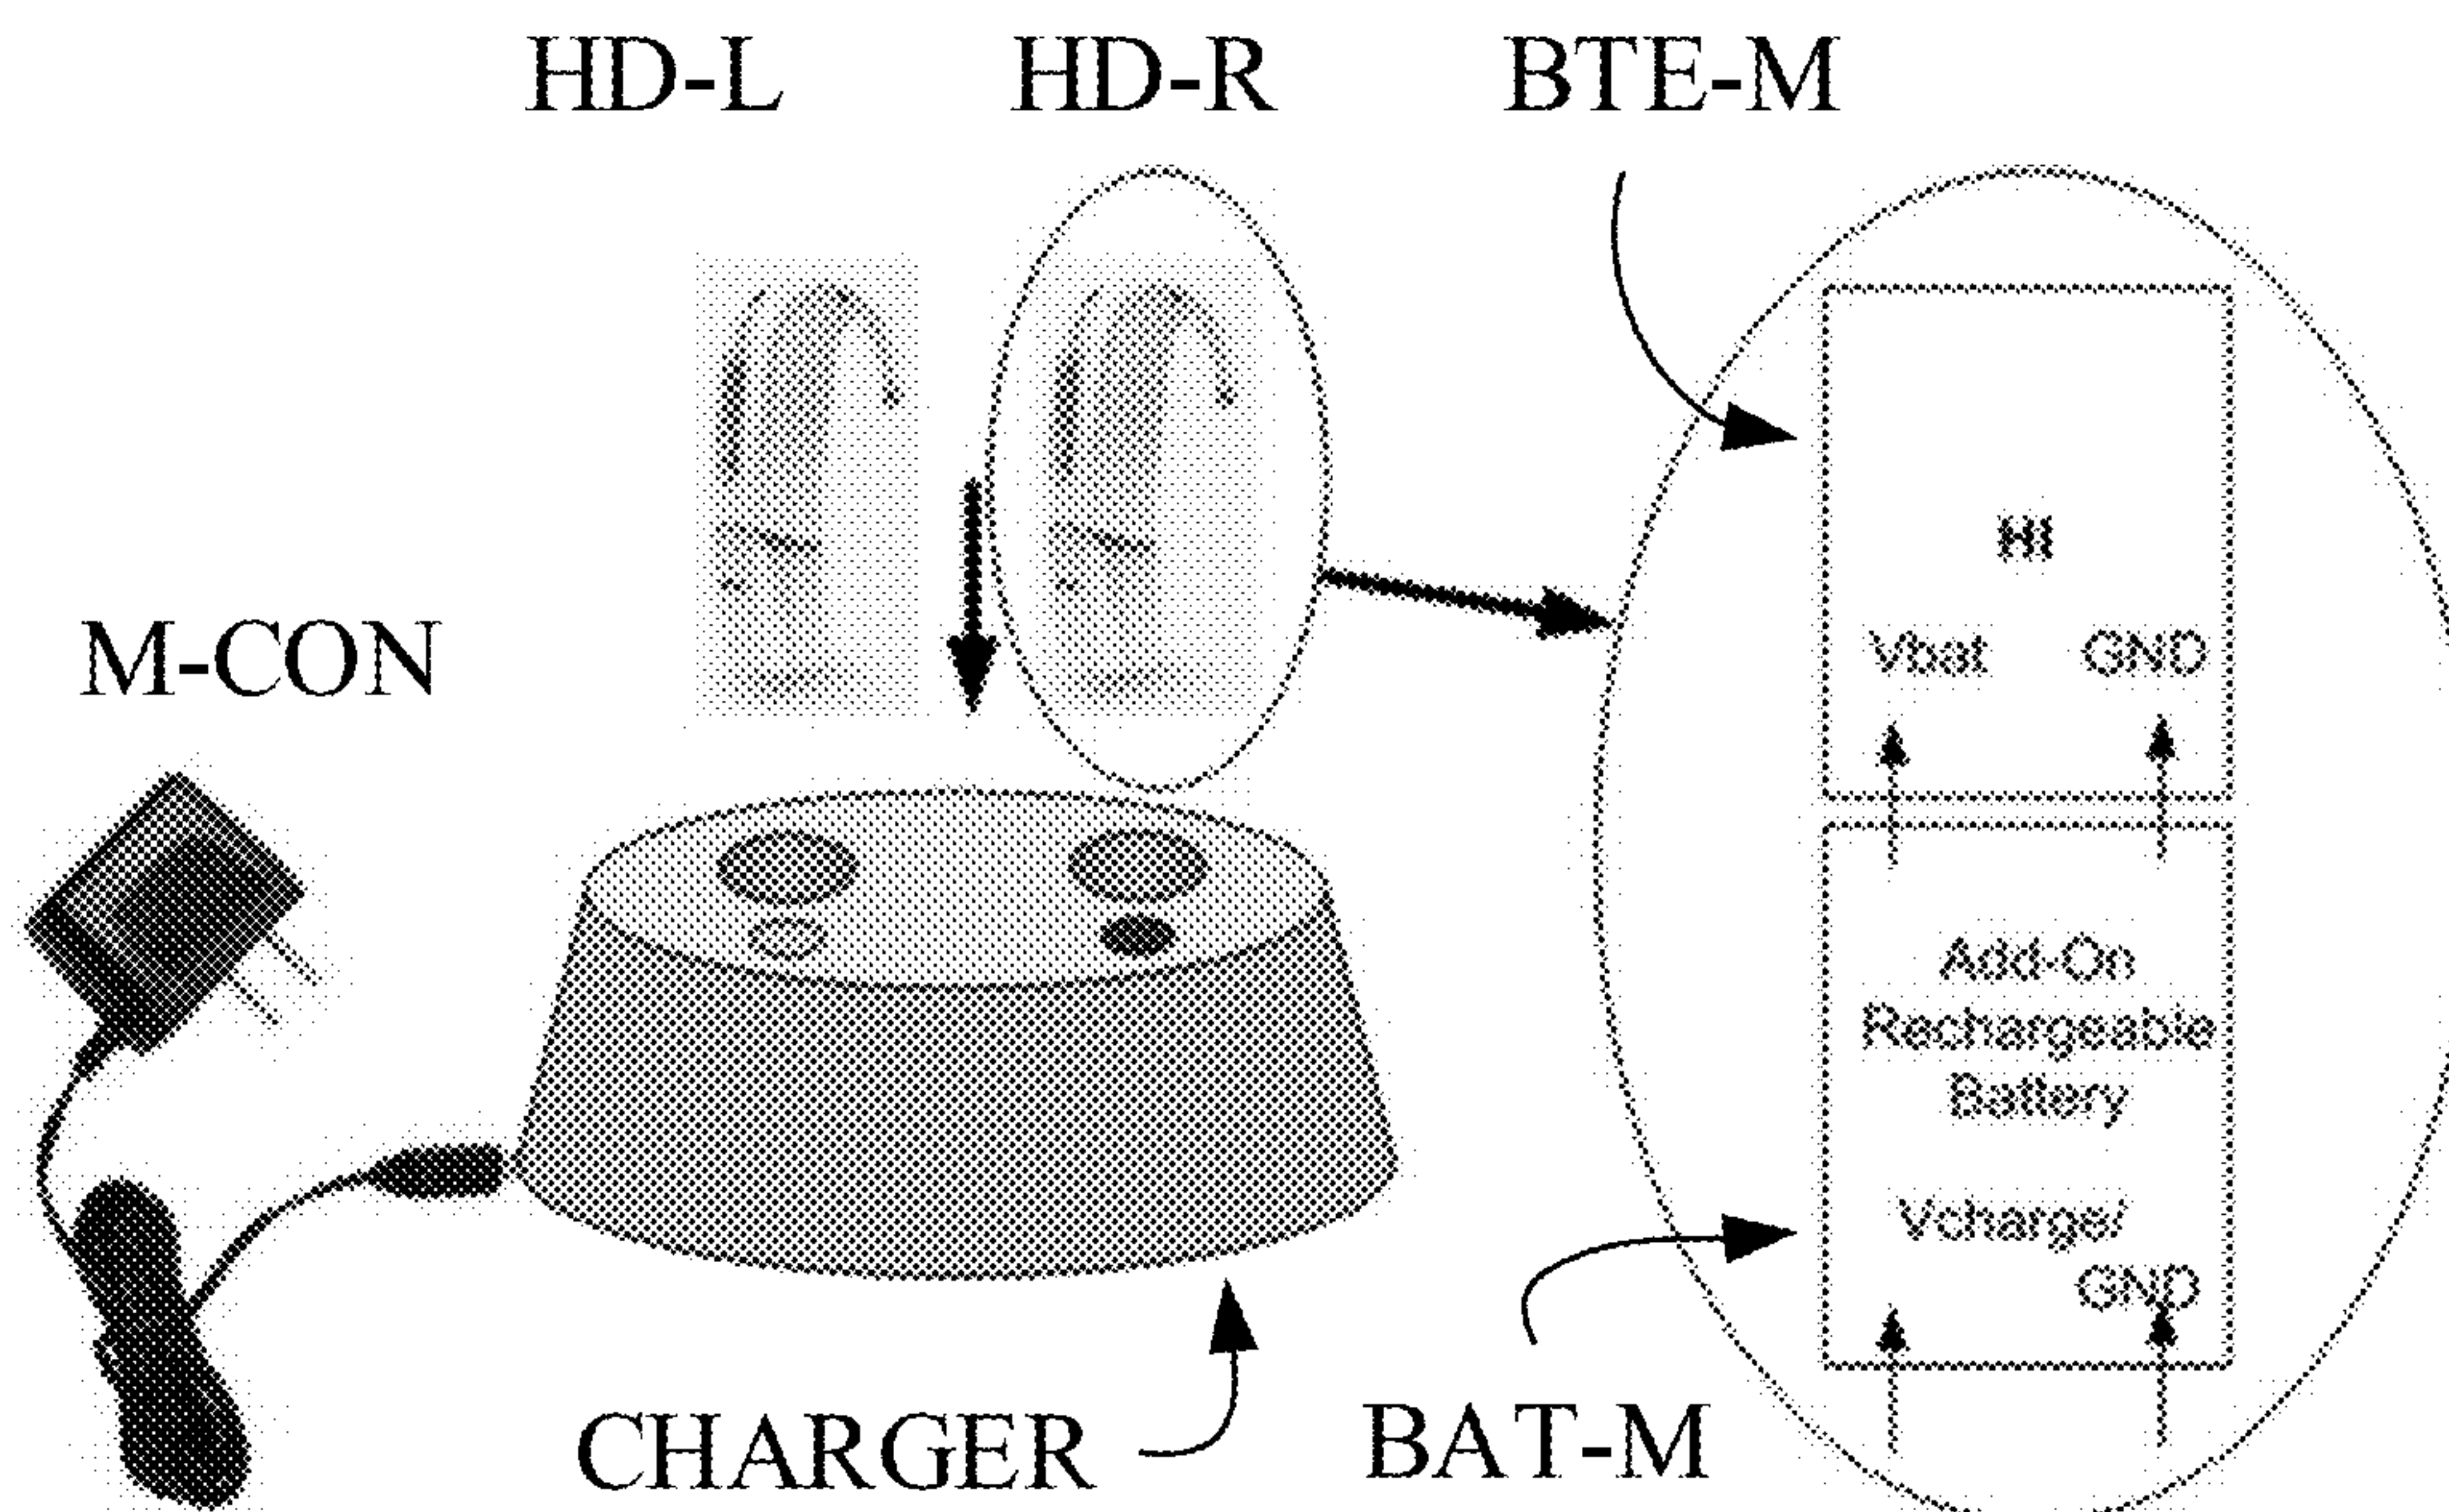 HD-L
HD-R
BTE-M
M-CON
HI
Vbat
GND
Add-On
Rechargeable
Battery
Vcharge/
GND
CHARGER
BAT-M